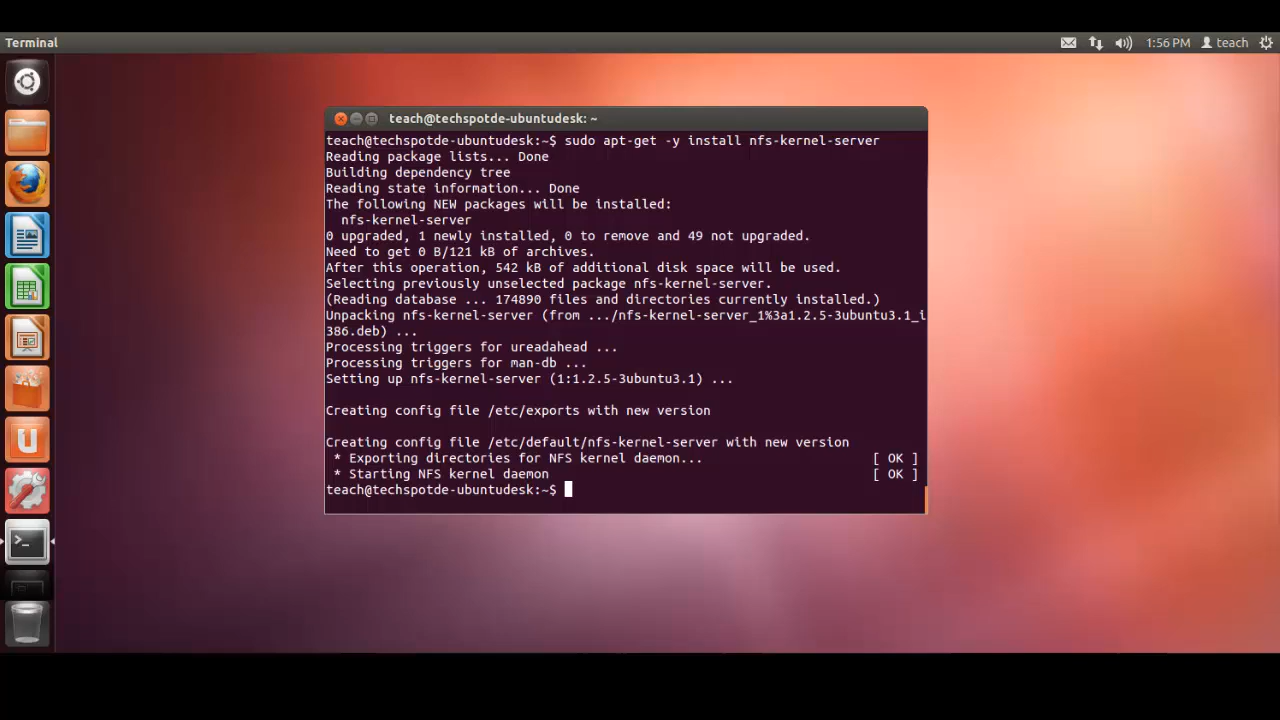 Terminal
1:56 PM
teach
teach@techspotde-ubuntudesk: ~
teach@techspotde-ubuntudesk:~$ sudo apt-get -y install nfs-kernel-server
Reading package lists... Done
Building dependency tree
Reading state information... Done
The following NEW packages will be installed:
  nfs-kernel-server
0 upgraded, 1 newly installed, 0 to remove and 49 not upgraded.
Need to get 0 B/121 kB of archives.
After this operation, 542 kB of additional disk space will be used.
Selecting previously unselected package nfs-kernel-server.
(Reading database ... 174890 files and directories currently installed.)
Unpacking nfs-kernel-server (from .../nfs-kernel-server_1%3a1.2.5-3ubuntu3.1_i
386.deb) ...
Processing triggers for ureadahead ...
Processing triggers for man-db ...
Setting up nfs-kernel-server (1:1.2.5-3ubuntu3.1) ...
Creating config file /etc/exports with new version
Creating config file /etc/default/nfs-kernel-server with new version
 * Exporting directories for NFS kernel daemon... [ OK ]
 * Starting NFS kernel daemon [ OK ]
teach@techspotde-ubuntudesk:~$